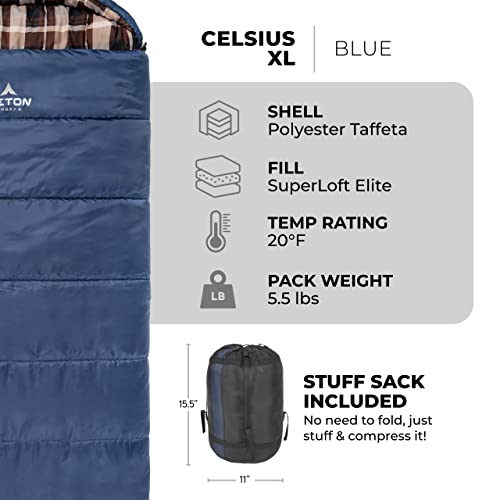 CELSIUS
XL
BLUE
SHELL
Polyester Taffeta
FILL
SuperLoft Elite
TEMP RATING
20°F
LB
PACK WEIGHT
5.5 lbs
15.5"
11"
STUFF SACK
INCLUDED
No need to fold, just
stuff & compress it!